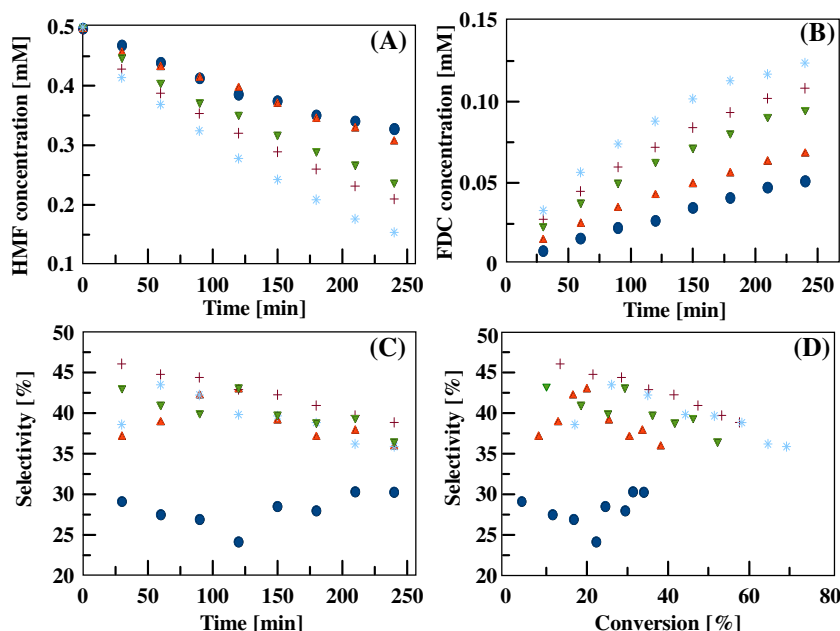 (A)
HMF concentration [mM]
0.5
0.4
0.3
0.2
0.1
0 50 100 150 200 250
Time [min]
(B)
FDC concentration [mM]
0.15
0.10
0.05
0
0 50 100 150 200 250
Time [min]
(C)
Selectivity [%]
50
45
40
35
30
25
20
0 50 100 150 200 250
Time [min]
(D)
Selectivity [%]
50
45
40
35
30
25
20
0 20 40 60 80
Conversion [%]